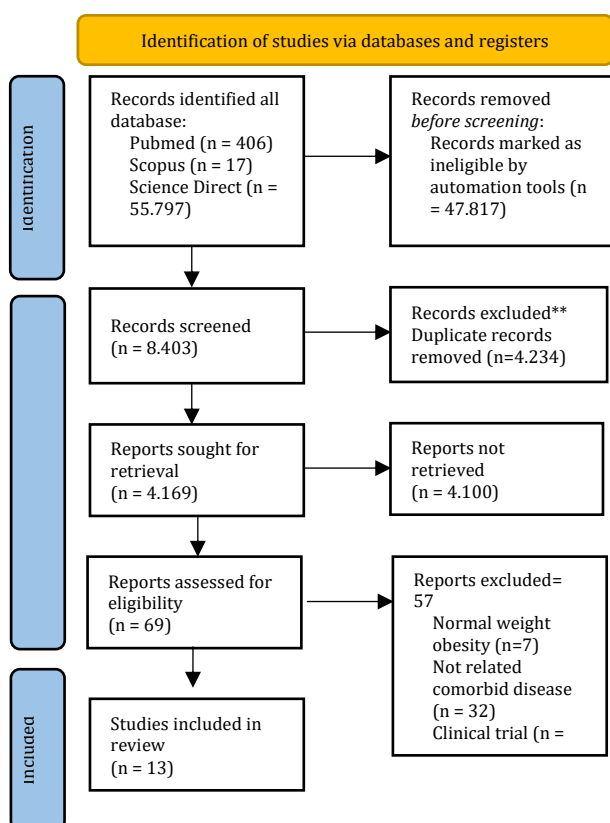 Identification of studies via databases and registers
Identification
Records identified all
database:
Pubmed (n = 406)
Scopus (n = 17)
Science Direct (n =
55.797)
Records removed
before screening:
Records marked as
ineligible by
automation tools (n
= 47.817)
Records screened
(n = 8.403)
Records excluded**
Duplicate records
removed (n=4.234)
Reports sought for
retrieval
(n = 4.169)
Reports not
retrieved
(n = 4.100)
Reports assessed for
eligibility
(n = 69)
Reports excluded=
57
Normal weight
obesity (n=7)
Not related
comorbid disease
(n = 32)
Clinical trial (n =
Included
Studies included in
review
(n = 13)